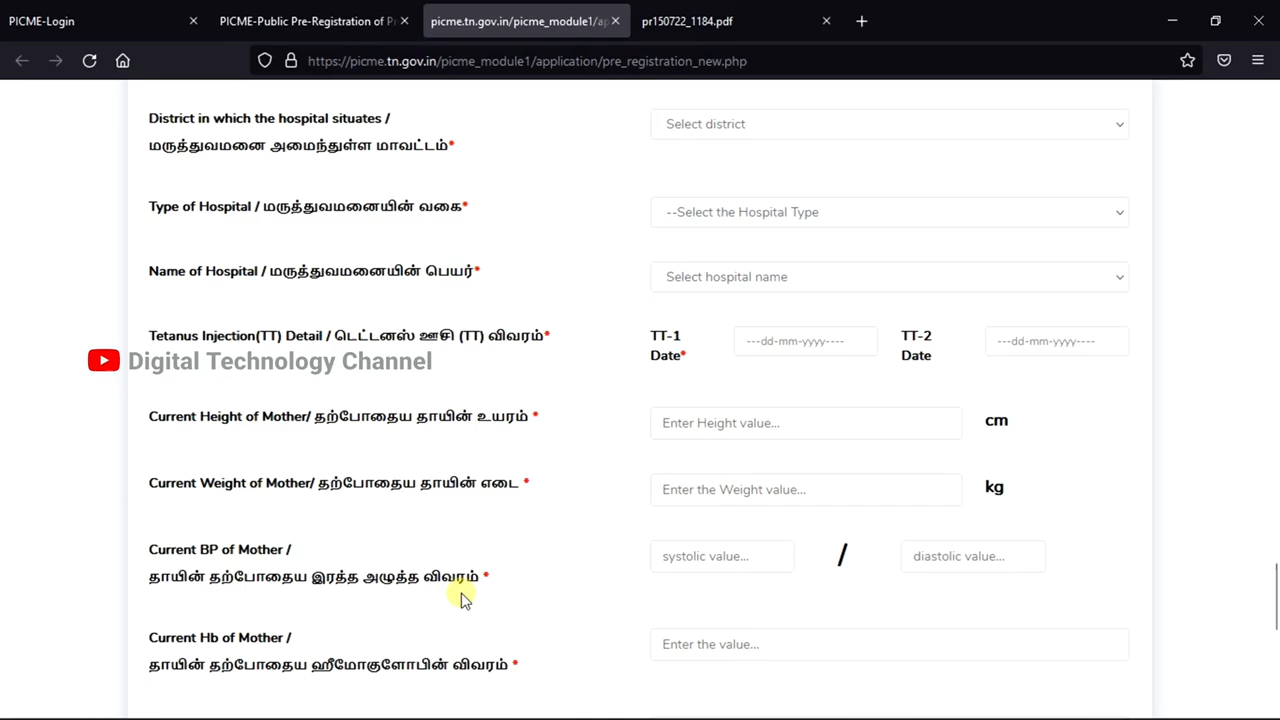 PICME-Login
PICME-Public Pre-Registration of Pr
picme.tn.gov.in/picme_module1/ap
pr150722_1184.pdf
https://picme.tn.gov.in/picme_module1/application/pre_registration_new.php
District in which the hospital situates /
மருத்துவமனை அமைந்துள்ள மாவட்டம்*
Select district
Type of Hospital / மருத்துவமனையின் வகை*
--Select the Hospital Type
Name of Hospital / மருத்துவமனையின் பெயர்*
Select hospital name
Tetanus Injection(TT) Detail / டெட்டனஸ் ஊசி (TT) விவரம்*
TT-1
Date*
---dd-mm-yyyy----
TT-2
Date
---dd-mm-yyyy----
Digital Technology Channel
Current Height of Mother/ தற்போதைய தாயின் உயரம் *
Enter Height value...
cm
Current Weight of Mother/ தற்போதைய தாயின் எடை *
Enter the Weight value...
kg
Current BP of Mother /
தாயின் தற்போதைய இரத்த அழுத்த விவரம் *
systolic value...
/
diastolic value...
Current Hb of Mother /
தாயின் தற்போதைய ஹீமோகுளோபின் விவரம் *
Enter the value...